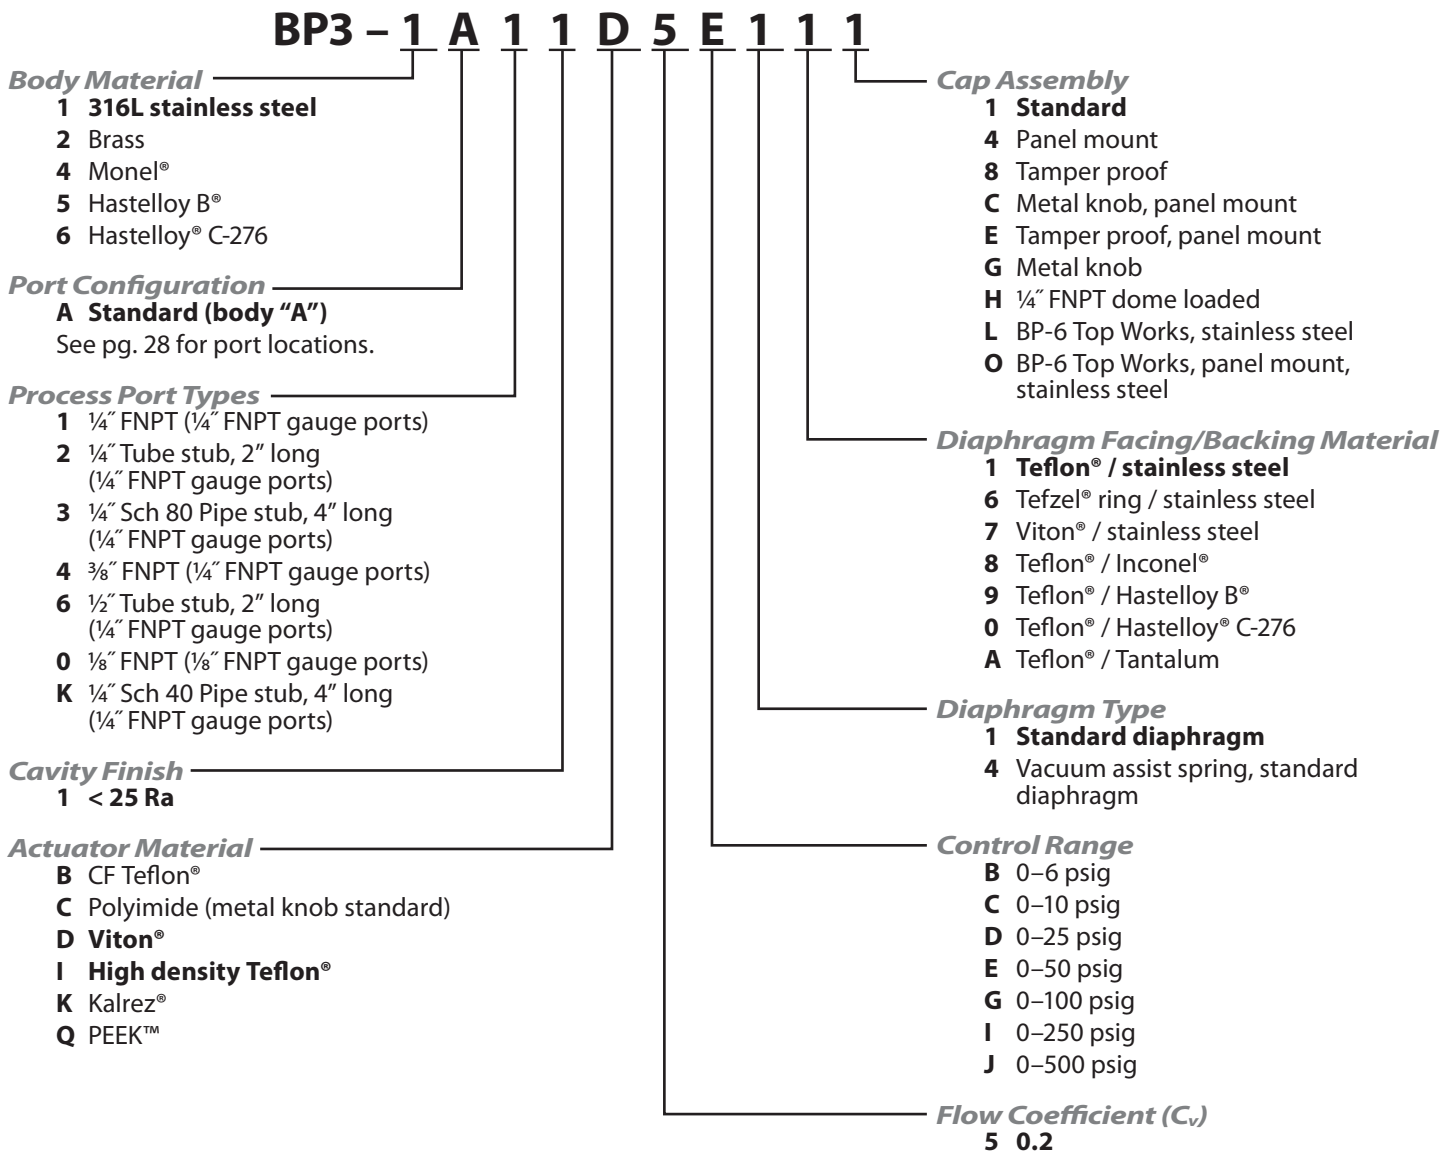 BP3 – 1 A 1 1 D 5 E 1 1 1
Body Material
1 316L stainless steel
2 Brass
4 Monel®
5 Hastelloy B®
6 Hastelloy® C-276
Port Configuration
A Standard (body “A”)
See pg. 28 for port locations.
Process Port Types
1 ¼˝ FNPT (¼˝ FNPT gauge ports)
2 ¼˝ Tube stub, 2” long
(¼˝ FNPT gauge ports)
3 ¼˝ Sch 80 Pipe stub, 4” long
(¼˝ FNPT gauge ports)
4 ⅜˝ FNPT (¼˝ FNPT gauge ports)
6 ½˝ Tube stub, 2” long
(¼˝ FNPT gauge ports)
0 ⅛˝ FNPT (⅛˝ FNPT gauge ports)
K ¼˝ Sch 40 Pipe stub, 4” long
(¼˝ FNPT gauge ports)
Cavity Finish
1 < 25 Ra
Actuator Material
B CF Teflon®
C Polyimide (metal knob standard)
D Viton®
I High density Teflon®
K Kalrez®
Q PEEK™
Cap Assembly
1 Standard
4 Panel mount
8 Tamper proof
C Metal knob, panel mount
E Tamper proof, panel mount
G Metal knob
H ¼˝ FNPT dome loaded
L BP-6 Top Works, stainless steel
O BP-6 Top Works, panel mount,
stainless steel
Diaphragm Facing/Backing Material
1 Teflon® / stainless steel
6 Tefzel® ring / stainless steel
7 Viton® / stainless steel
8 Teflon® / Inconel®
9 Teflon® / Hastelloy B®
0 Teflon® / Hastelloy® C-276
A Teflon® / Tantalum
Diaphragm Type
1 Standard diaphragm
4 Vacuum assist spring, standard
diaphragm
Control Range
B 0–6 psig
C 0–10 psig
D 0–25 psig
E 0–50 psig
G 0–100 psig
I 0–250 psig
J 0–500 psig
Flow Coefficient (Cv)
5 0.2